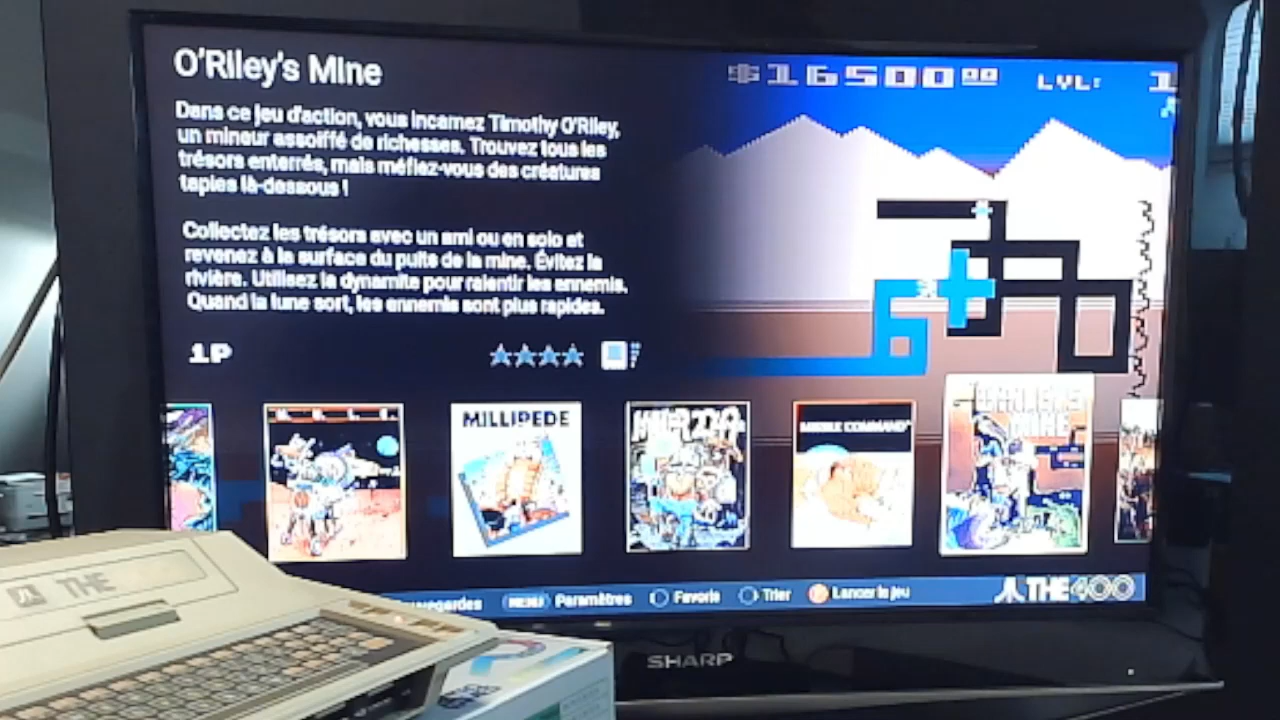 O'Riley's Mine
$16500.00 LVL: 1
Dans ce jeu d'action, vous incarnez Timothy O'Riley,
un mineur assoiffé de richesses. Trouvez tous les
trésors enterrés, mais méfiez-vous des créatures
tapies là-dessous !
Collectez les trésors avec un ami ou en solo et
revenez à la surface du puits de la mine. Évitez la
rivière. Utilisez la dynamite pour ralentir les ennemis.
Quand la lune sort, les ennemis sont plus rapides.
1P
M.U.L.E.
MILLIPEDE
MISSILE COMMAND
O'RILEY'S
MINE
MENU Paramètres Favoris Trier Lancer le jeu
THE400
THE
SHARP